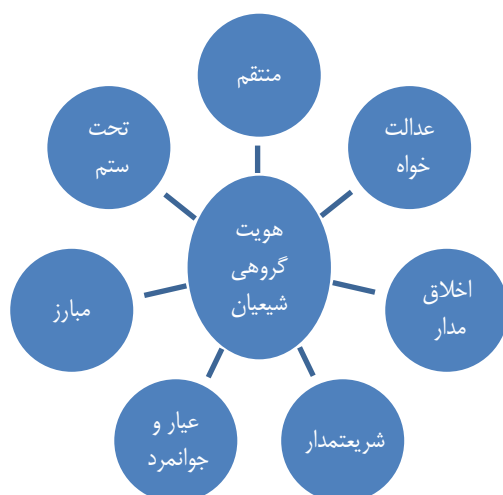 منتقم
عدالت
خواه
اخلاق
مدار
شریعتمدار
عیار و
جوانمرد
مبارز
تحت
ستم
هویت
گروهی
شیعیان